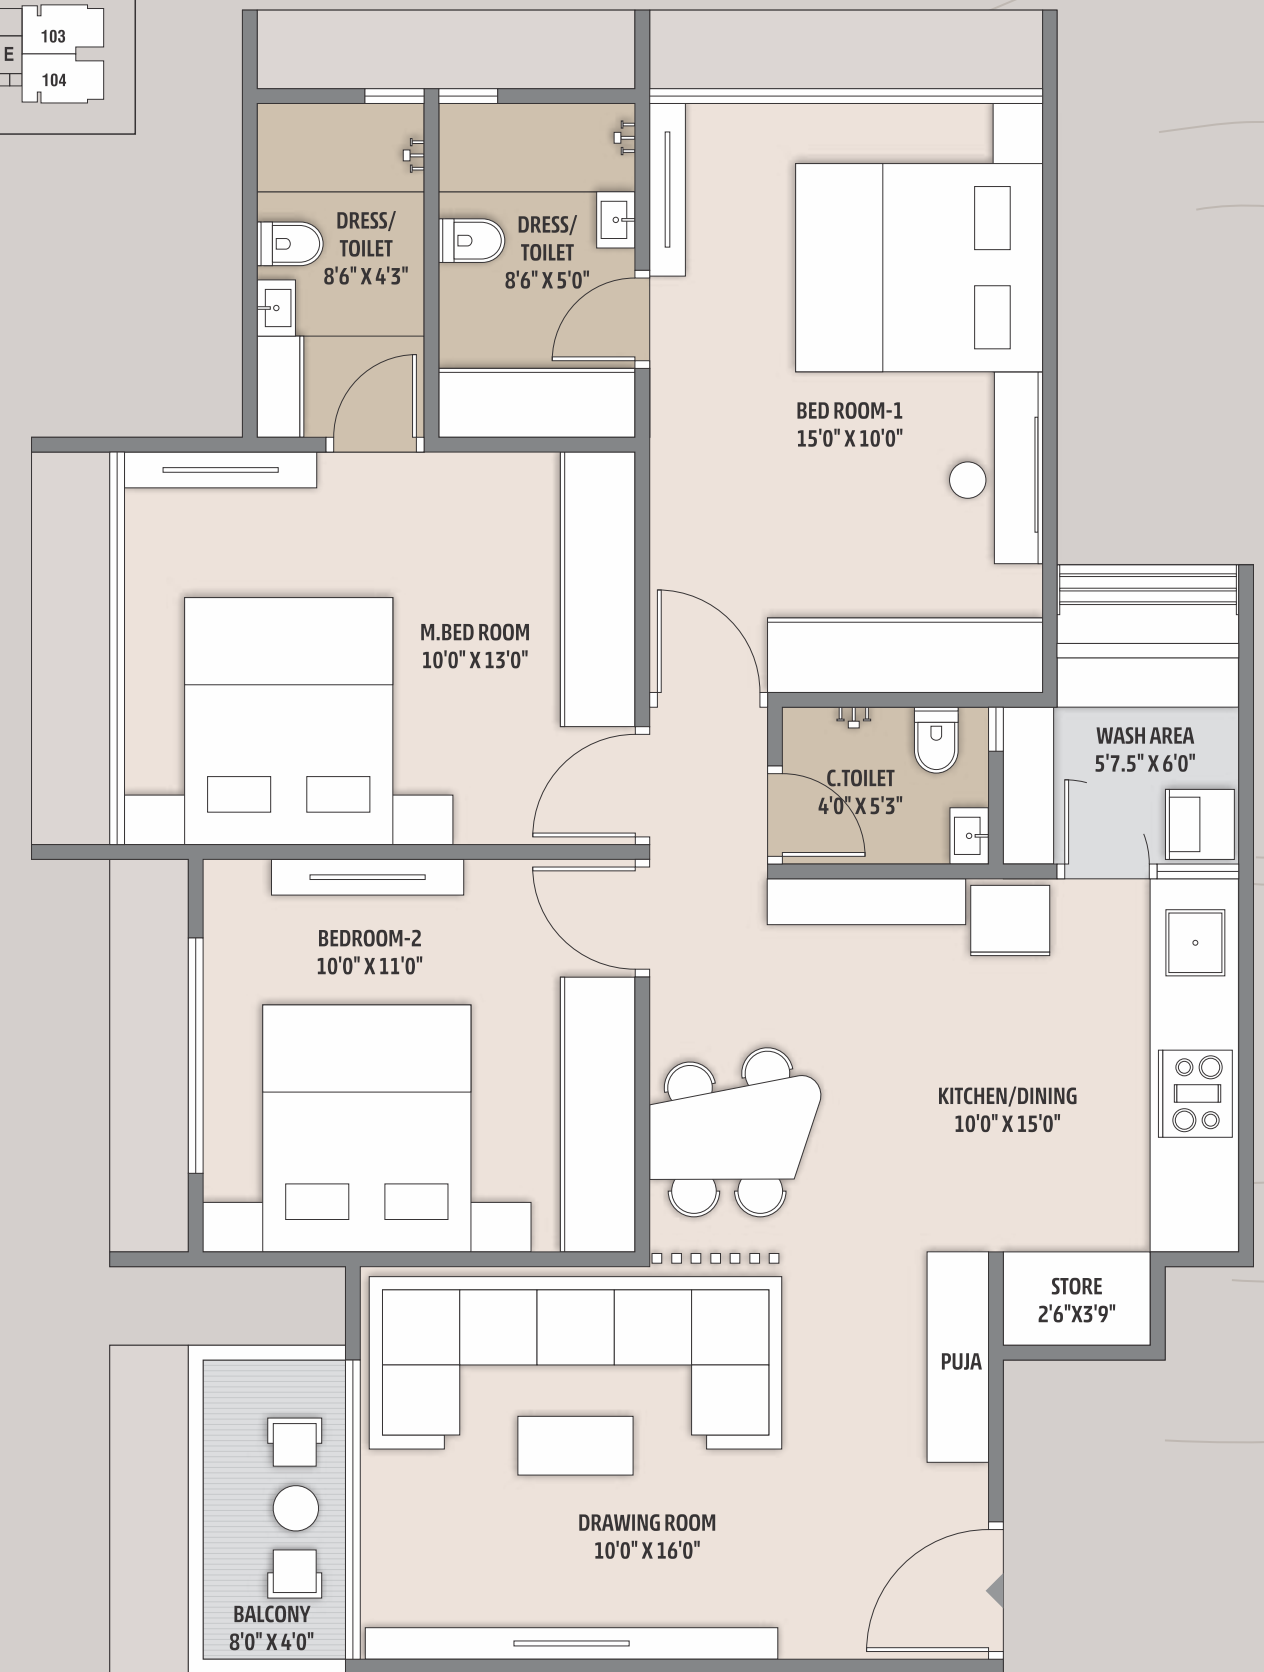 103
E
104
DRESS/
TOILET
8'6" X 4'3"
DRESS/
TOILET
8'6" X 5'0"
BED ROOM-1
15'0" X 10'0"
M.BED ROOM
10'0" X 13'0"
WASH AREA
5'7.5" X 6'0"
C.TOILET
4'0" X 5'3"
BEDROOM-2
10'0" X 11'0"
KITCHEN/DINING
10'0" X 15'0"
STORE
2'6"X3'9"
PUJA
DRAWING ROOM
10'0" X 16'0"
BALCONY
8'0" X 4'0"